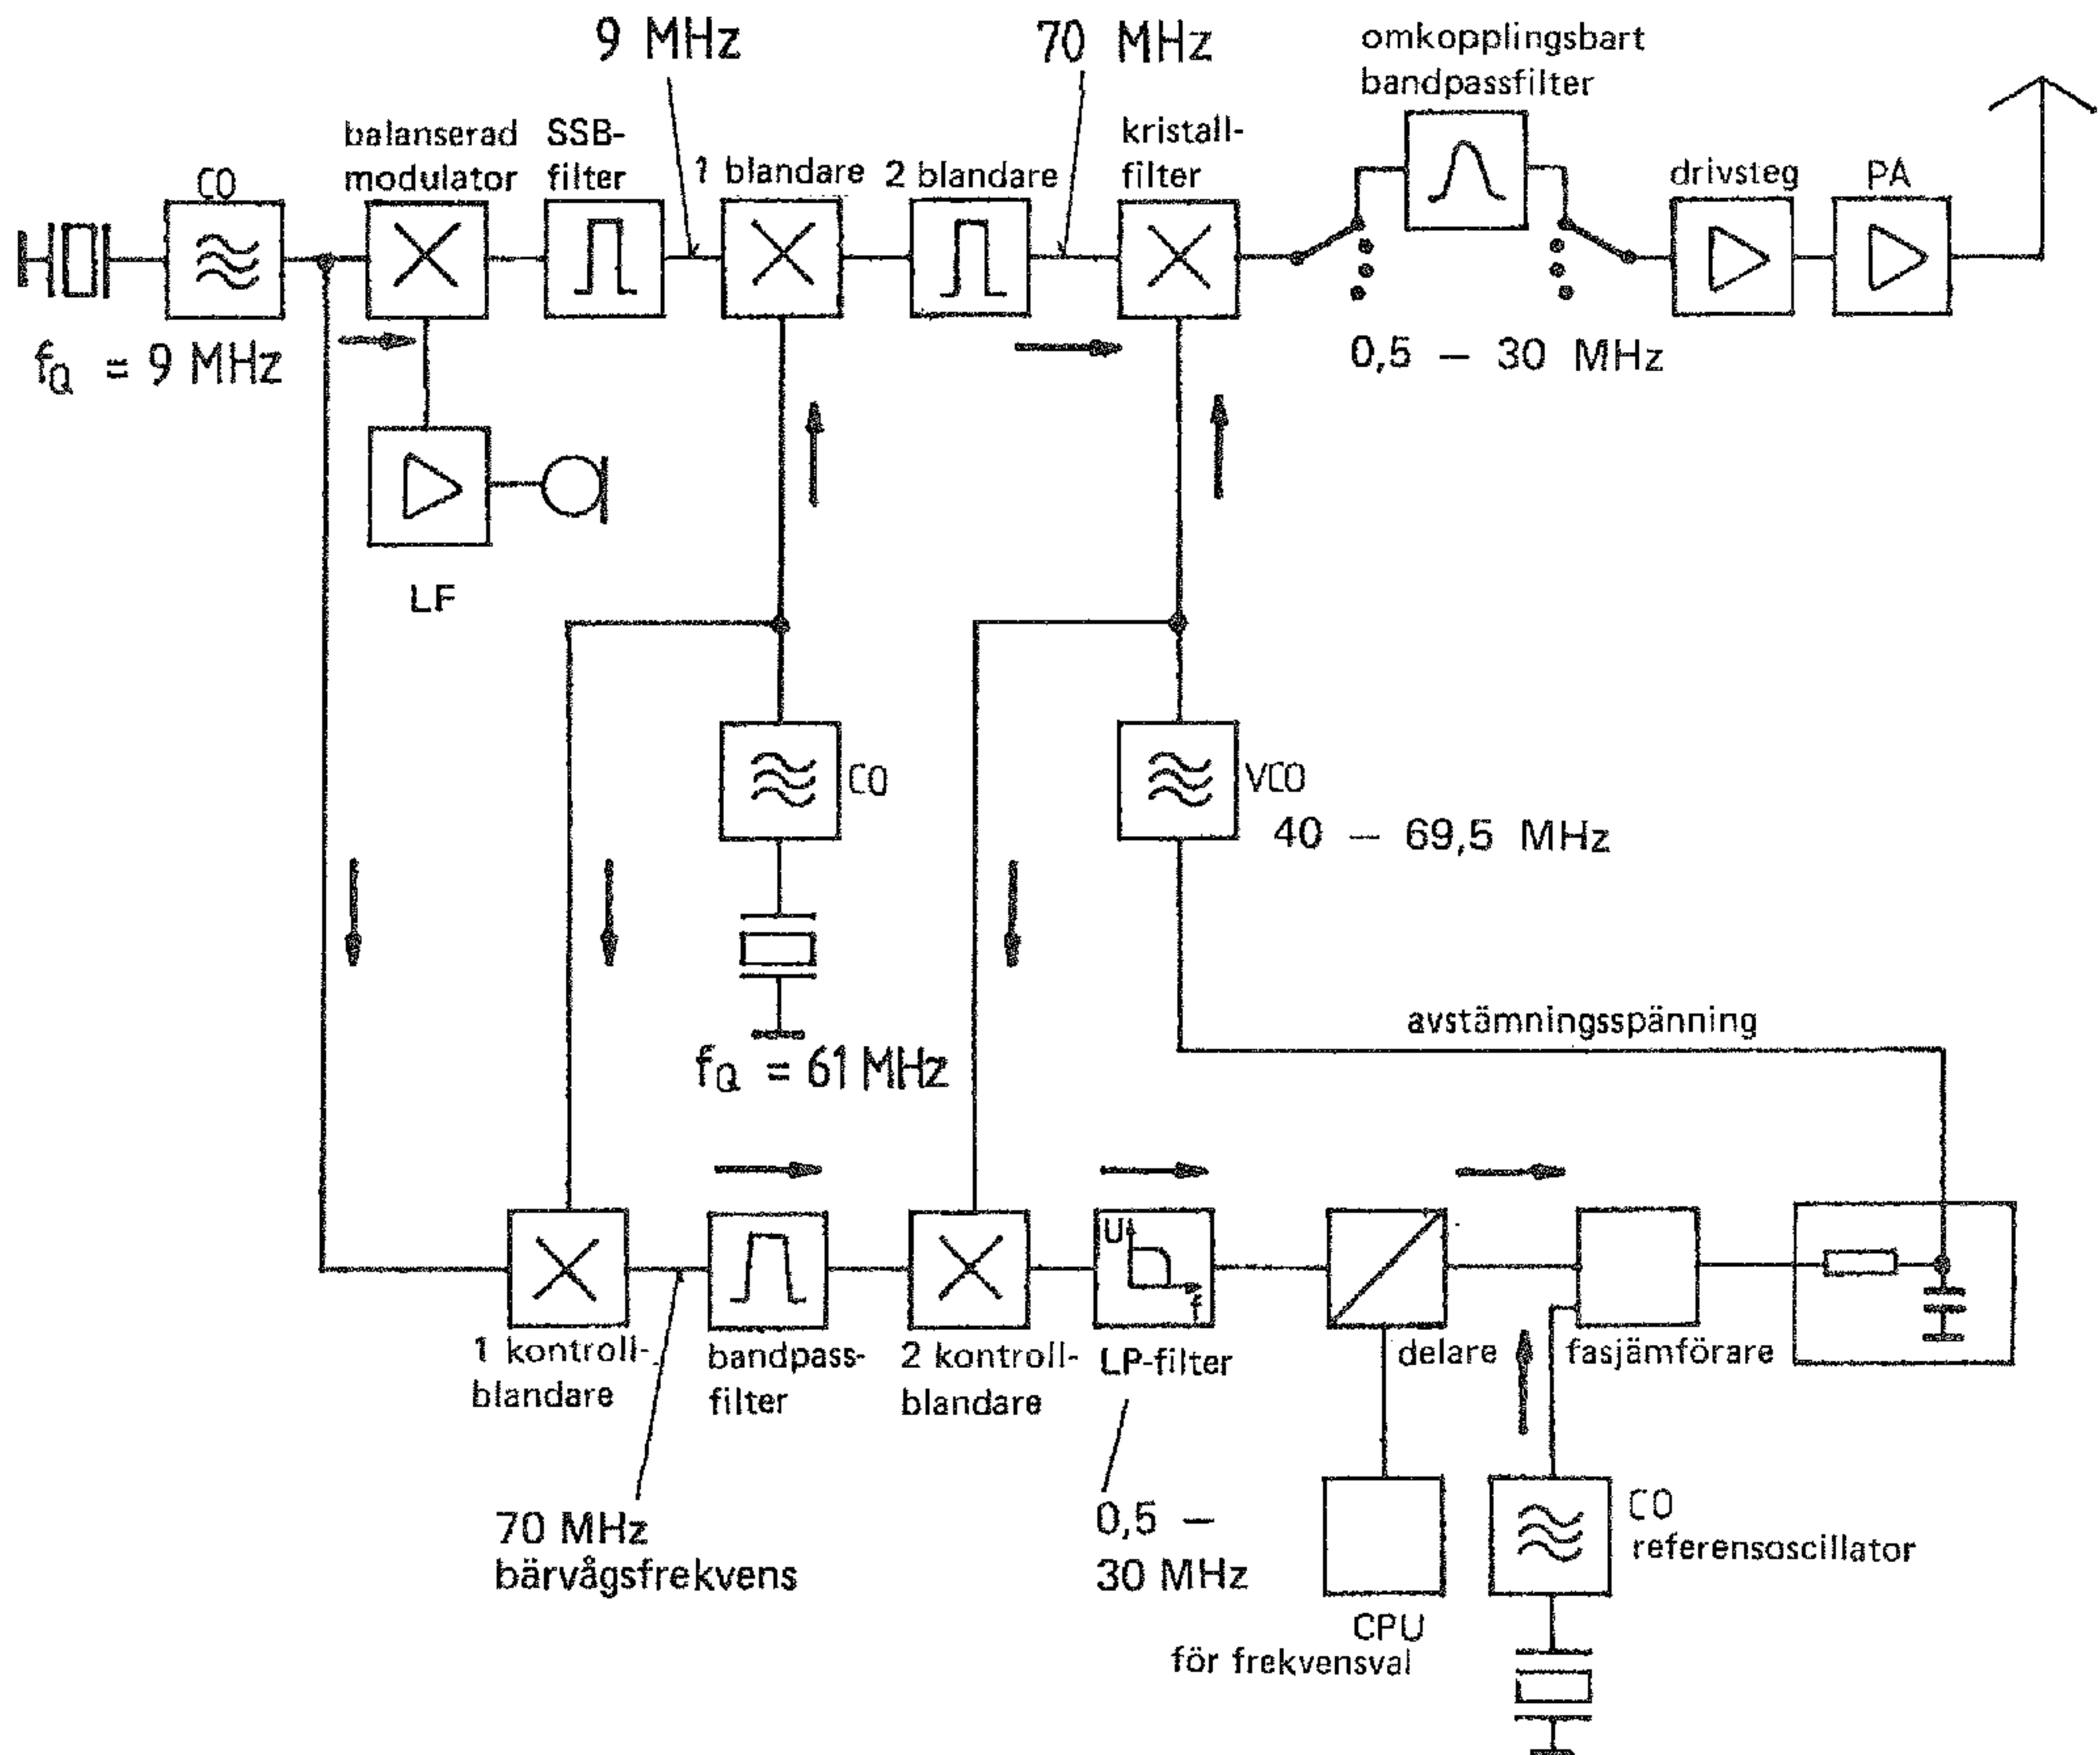 9 MHz
70 MHz
omkopplingsbart
bandpassfilter
CO
balanserad
modulator
SSB-
filter
1 blandare
2 blandare
kristall-
filter
drivsteg
PA
fQ = 9 MHz
0,5 – 30 MHz
LF
CO
VCO
40 – 69,5 MHz
avstämningsspänning
fQ = 61 MHz
U
f
1 kontroll-
blandare
bandpass-
filter
2 kontroll-
blandare
LP-filter
delare
fasjämförare
70 MHz
bärvågsfrekvens
0,5 –
30 MHz
CO
referensoscillator
CPU
för frekvensval